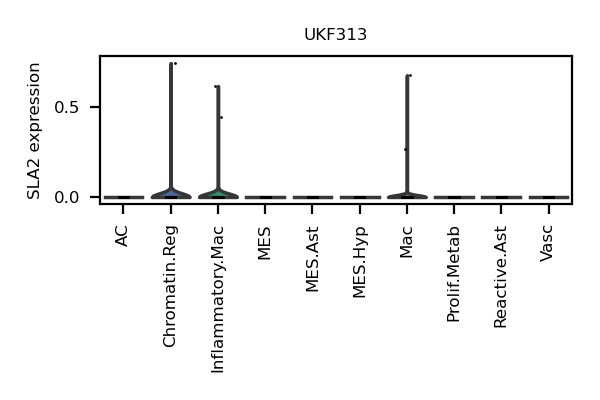 UKF313
SLA2 expression
0.5
0.0
AC
Chromatin.Reg
Inflammatory.Mac
MES
MES.Ast
MES.Hyp
Mac
Prolif.Metab
Reactive.Ast
Vasc